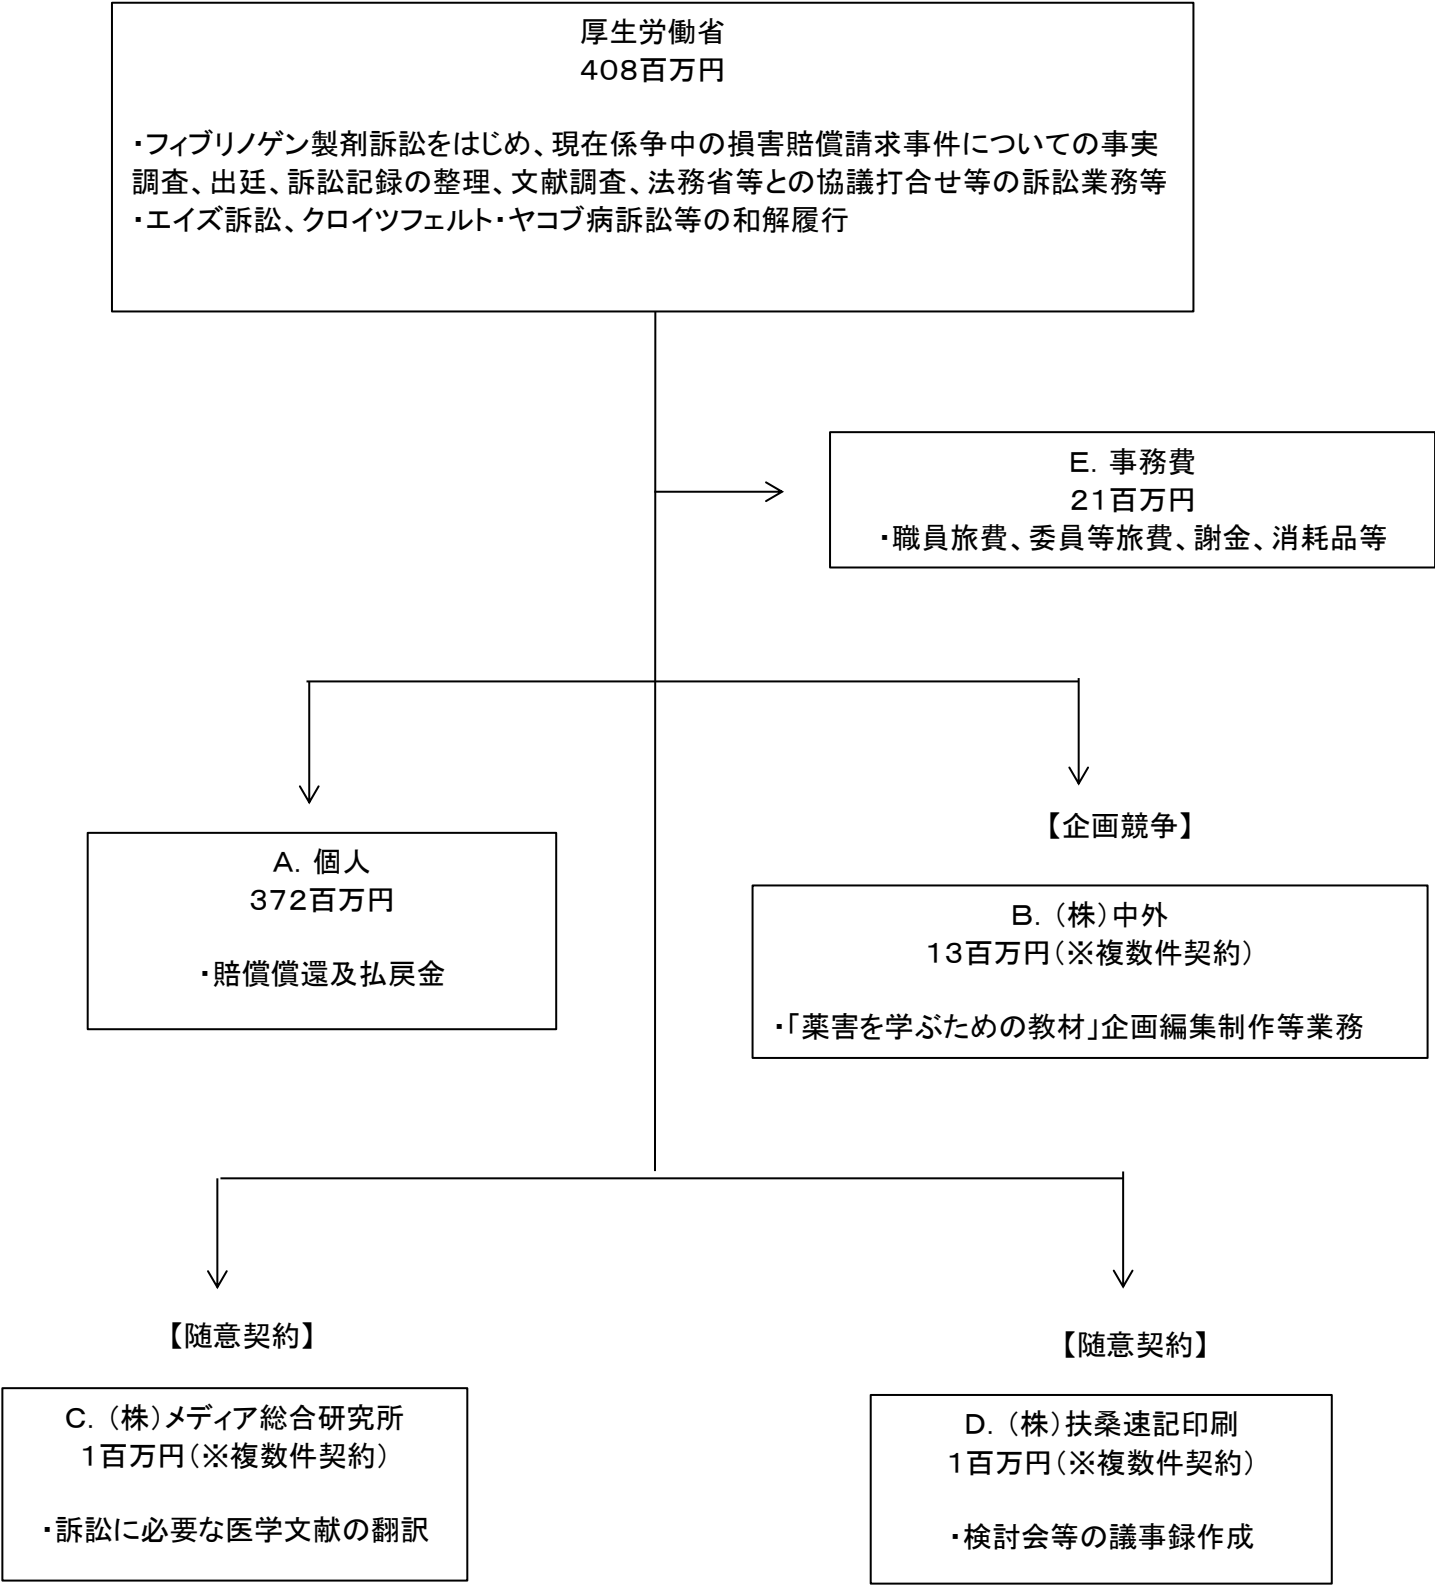 厚生労働省
408百万円
・フィブリノゲン製剤訴訟をはじめ、現在係争中の損害賠償請求事件についての事実
調査、出廷、訴訟記録の整理、文献調査、法務省等との協議打合せ等の訴訟業務等
・エイズ訴訟、クロイツフェルト・ヤコブ病訴訟等の和解履行
E. 事務費
21百万円
・職員旅費、委員等旅費、謝金、消耗品等
A. 個人
372百万円
・賠償償還及払戻金
【企画競争】
B. (株)中外
13百万円(※複数件契約)
・「薬害を学ぶための教材」企画編集制作等業務
【随意契約】
C. (株)メディア総合研究所
1百万円(※複数件契約)
・訴訟に必要な医学文献の翻訳
【随意契約】
D. (株)扶桑速記印刷
1百万円(※複数件契約)
・検討会等の議事録作成